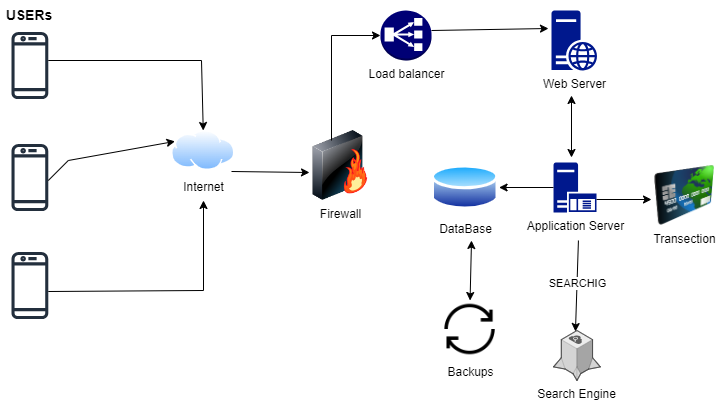 USERs
Load balancer
Web Server
Internet
Firewall
DataBase
Application Server
Transection
SEARCHIG
Backups
Search Engine